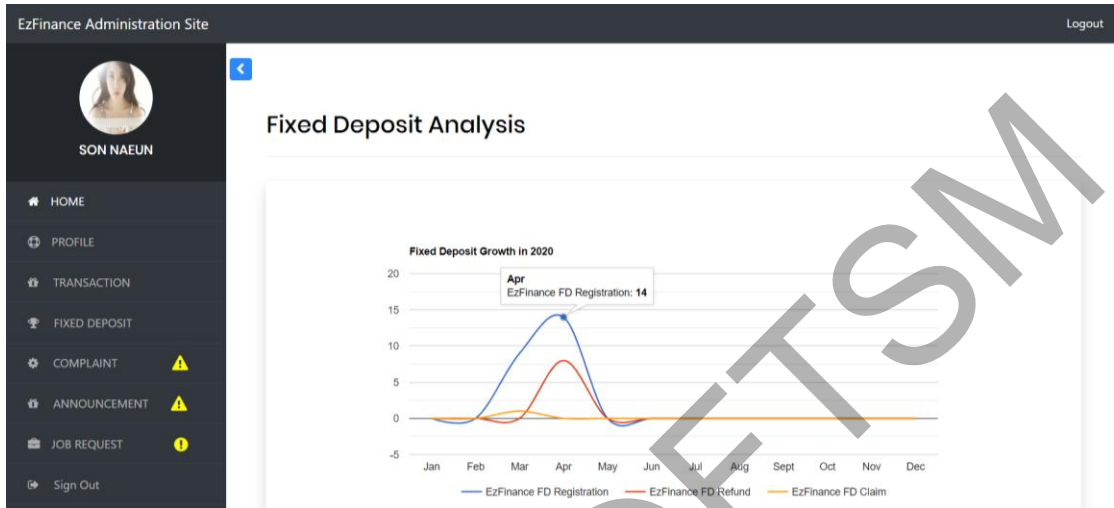 EzFinance Administration Site
Logout
SON NAEUN
HOME
PROFILE
TRANSACTION
FIXED DEPOSIT
COMPLAINT
ANNOUNCEMENT
JOB REQUEST
Sign Out
Fixed Deposit Analysis
Fixed Deposit Growth in 2020
Apr
EzFinance FD Registration: 14
20
15
10
5
0
-5
Jan Feb Mar Apr May Jun Jul Aug Sept Oct Nov Dec
EzFinance FD Registration EzFinance FD Refund EzFinance FD Claim
FTSM